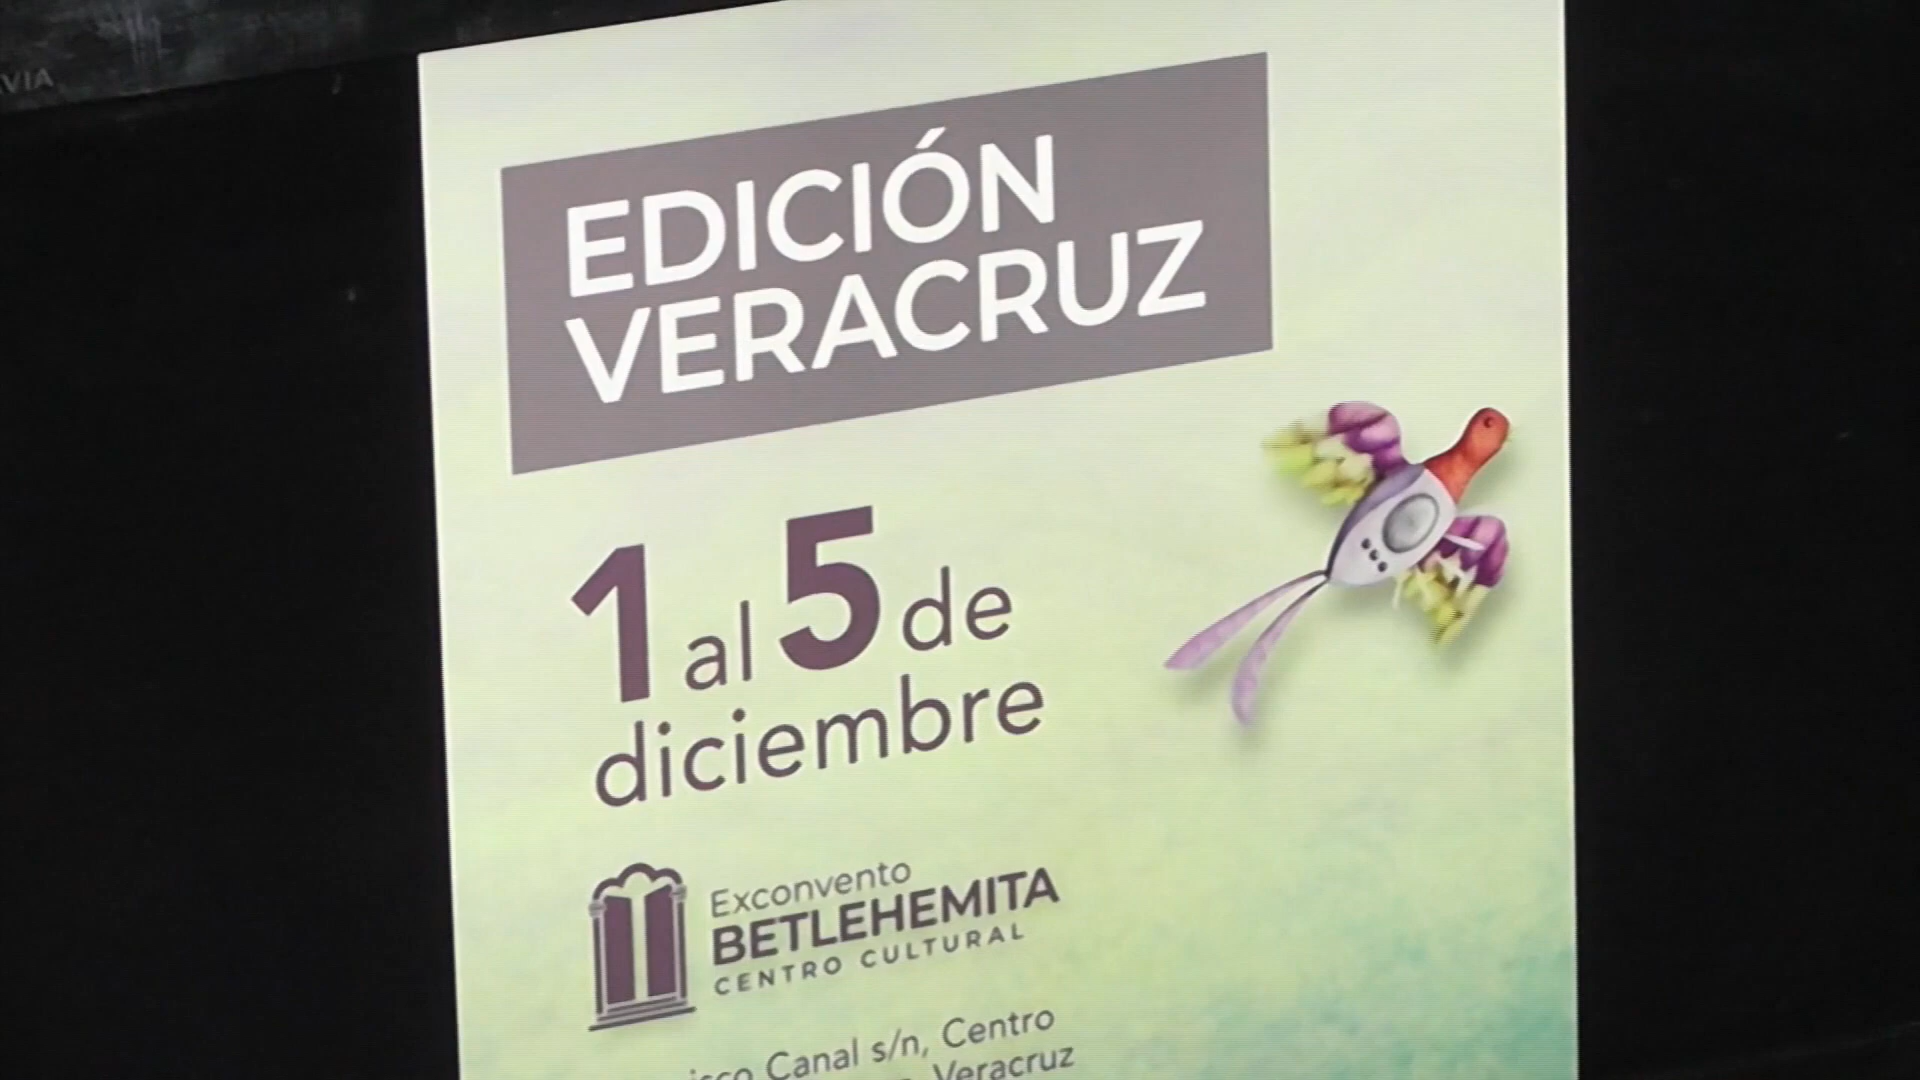 EDICIÓN
VERACRUZ
1 al 5 de
diciembre
Exconvento
BETLEHEMITA
CENTRO CULTURAL
Canal s/n, Centro
Veracruz